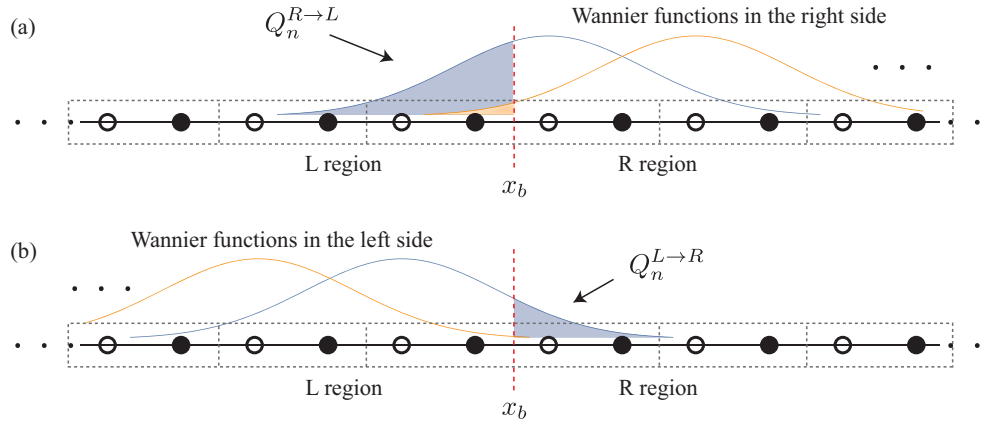 (a)
Q_n^{R→L}
Wannier functions in the right side
L region
R region
x_b
(b)
Wannier functions in the left side
Q_n^{L→R}
L region
R region
x_b